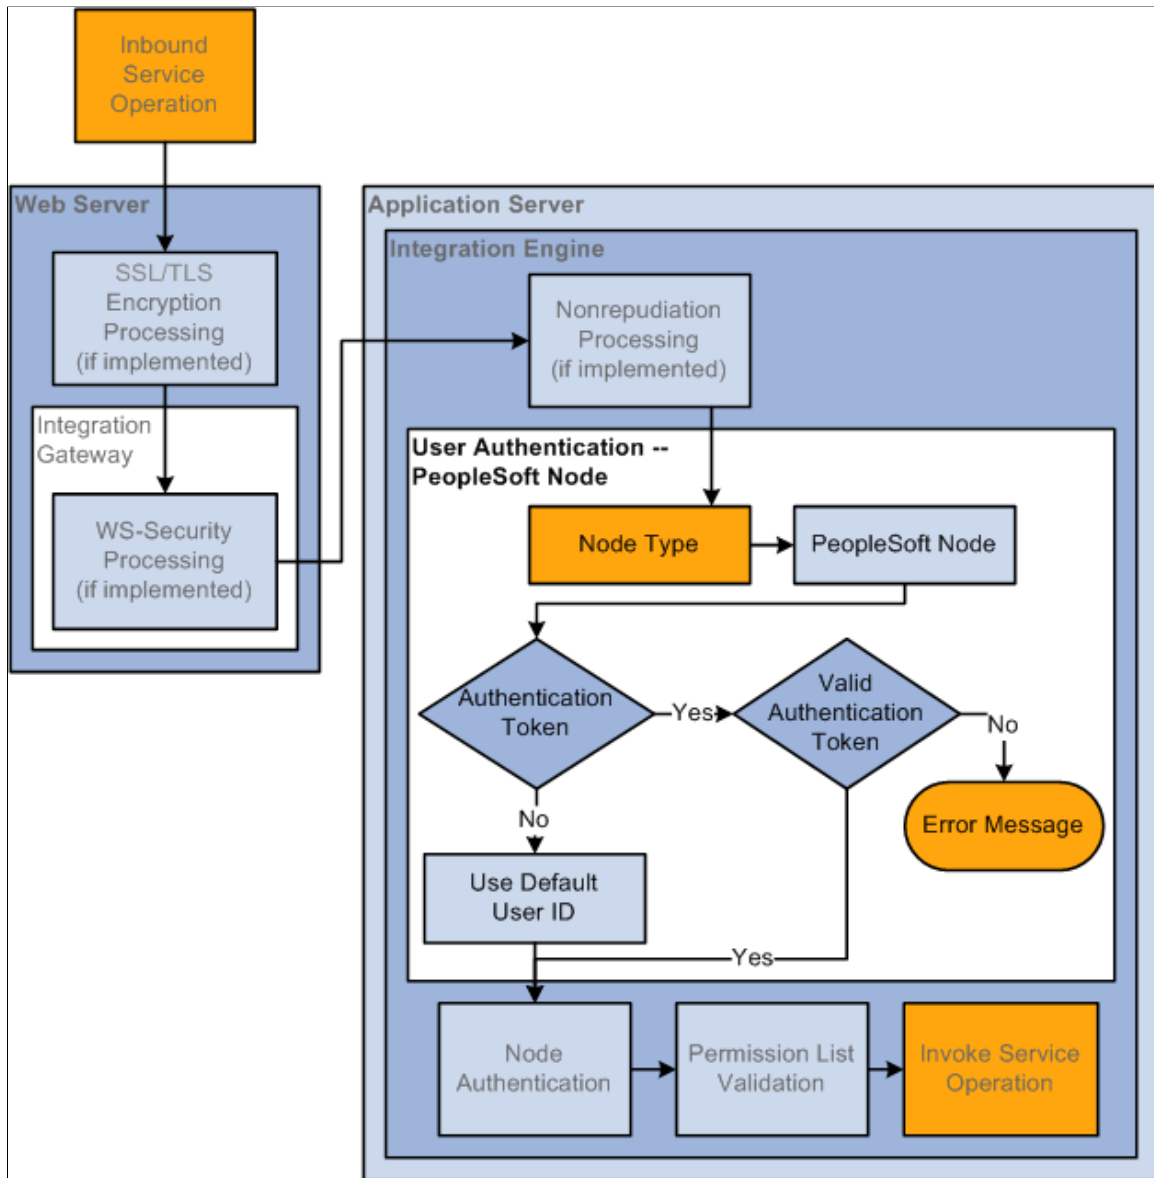 Inbound
Service
Operation
Web Server
SSL/TLS
Encryption
Processing
(if implemented)
Integration
Gateway
WS-Security
Processing
(if implemented)
Application Server
Integration Engine
Nonrepudiation
Processing
(if implemented)
User Authentication --
PeopleSoft Node
Node Type
PeopleSoft Node
Authentication
Token
Yes
Valid
Authentication
Token
No
Error Message
No
Use Default
User ID
Yes
Node
Authentication
Permission List
Validation
Invoke Service
Operation